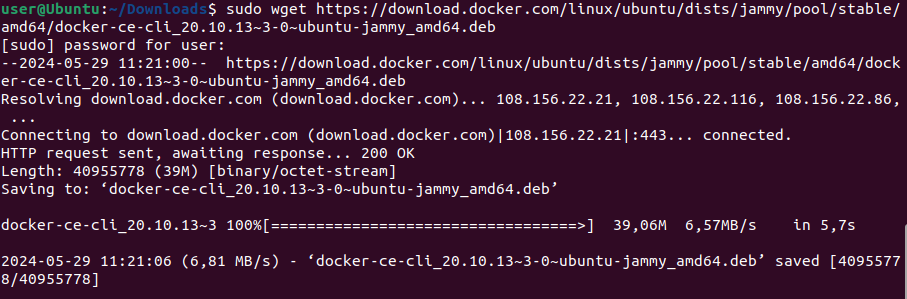 user@Ubuntu:~/Downloads$ sudo wget https://download.docker.com/linux/ubuntu/dists/jammy/pool/stable/
amd64/docker-ce-cli_20.10.13~3-0~ubuntu-jammy_amd64.deb
[sudo] password for user:
--2024-05-29 11:21:00--  https://download.docker.com/linux/ubuntu/dists/jammy/pool/stable/amd64/dock
er-ce-cli_20.10.13~3-0~ubuntu-jammy_amd64.deb
Resolving download.docker.com (download.docker.com)... 108.156.22.21, 108.156.22.116, 108.156.22.86,
 ...
Connecting to download.docker.com (download.docker.com)|108.156.22.21|:443... connected.
HTTP request sent, awaiting response... 200 OK
Length: 40955778 (39M) [binary/octet-stream]
Saving to: ‘docker-ce-cli_20.10.13~3-0~ubuntu-jammy_amd64.deb’
docker-ce-cli_20.10.13~3 100%[==================================>]  39,06M  6,57MB/s    in 5,7s
2024-05-29 11:21:06 (6,81 MB/s) - ‘docker-ce-cli_20.10.13~3-0~ubuntu-jammy_amd64.deb’ saved [4095577
8/40955778]